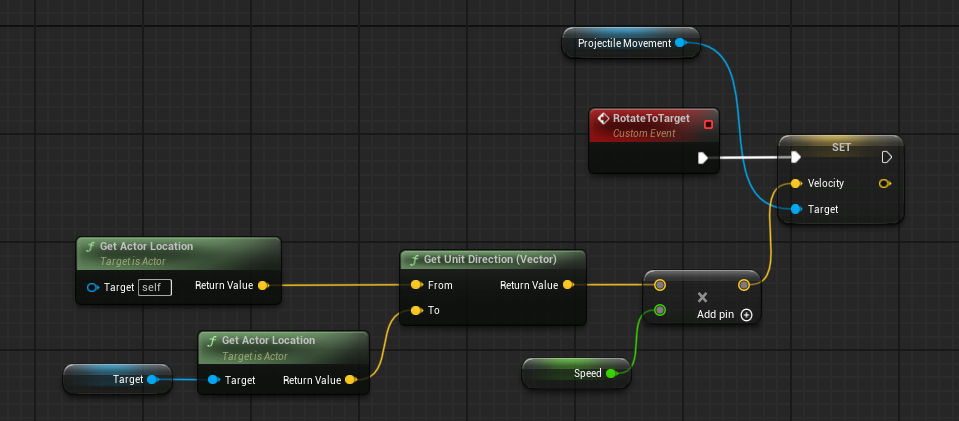 Projectile Movement
RotateToTarget
Custom Event
SET
Velocity
Target
Get Actor Location
Target is Actor
Target self Return Value
Get Unit Direction (Vector)
From Return Value
To
Add pin
Get Actor Location
Target is Actor
Target
Target Return Value
Speed